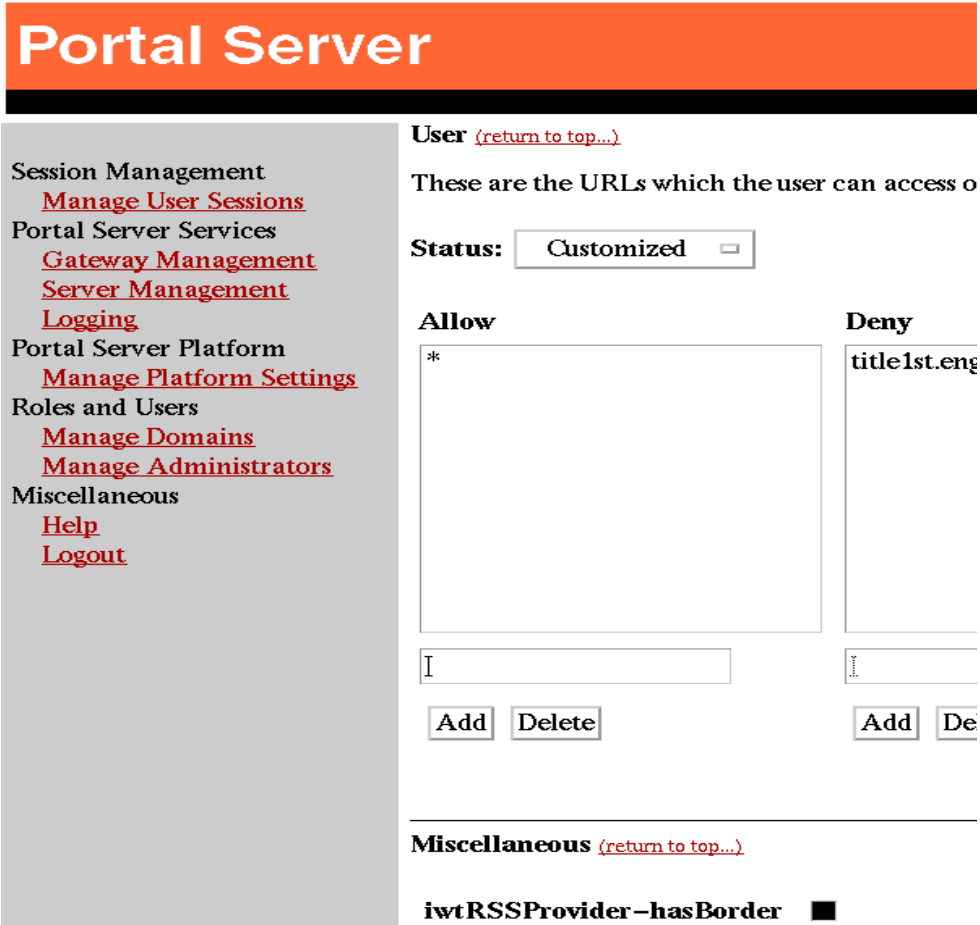 Portal Server
Session Management
Manage User Sessions
Portal Server Services
Gateway Management
Server Management
Logging
Portal Server Platform
Manage Platform Settings
Roles and Users
Manage Domains
Manage Administrators
Miscellaneous
Help
Logout
User (return to top...)
These are the URLs which the user can access o
Status: Customized
Allow Deny
* title1st.eng
Add Delete Add Del
Miscellaneous (return to top...)
iwtRSSProvider-hasBorder